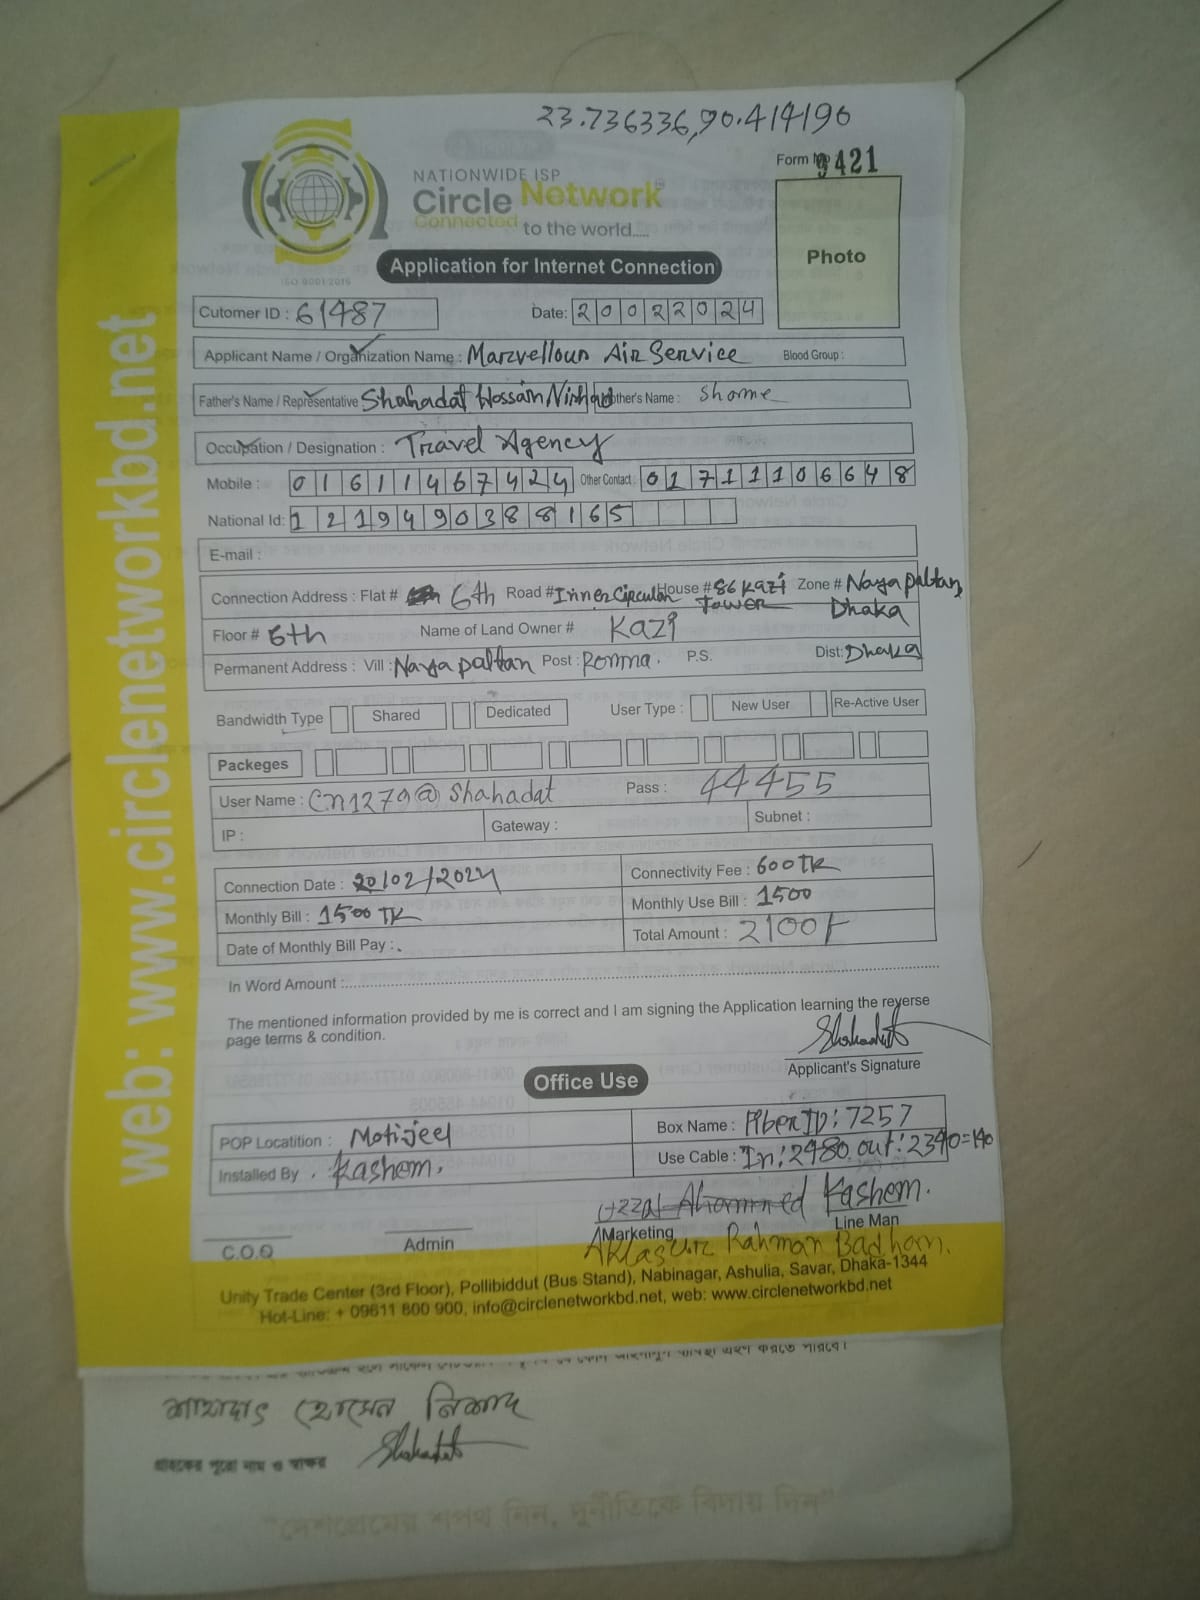 23.736336,90.414190
Form No 9421
NATIONWIDE ISP
Circle Network
Connected to the world.....
ISO 9001:2015
Photo
Application for Internet Connection
Cutomer ID : 61487 Date: 20022024
Applicant Name / Organization Name : Marvellous Air Service Blood Group :
Father's Name / Representative Shahadat Hossain Nishad Mother's Name : Shome
Occupation / Designation : Travel Agency
Mobile : 01611467424 Other Contact : 01711106648
National Id: 1219490388165
E-mail :
Connection Address : Flat # 6th Road # Inner Circular House # 86 Kazi Tower Zone # Naya paltan, Dhaka
Floor # 6th Name of Land Owner # Kazi
Permanent Address : Vill : Naya paltan Post : Romna. P.S. Dist: Dhaka
Bandwidth Type Shared Dedicated User Type : New User Re-Active User
Packeges
User Name : cn1279@shahadat Pass : 44455
IP : Gateway : Subnet :
Connection Date : 20/02/2024 Connectivity Fee : 600TK
Monthly Bill : 1500 TK Monthly Use Bill : 1500
Date of Monthly Bill Pay : Total Amount : 2100/-
In Word Amount :
The mentioned information provided by me is correct and I am signing the Application learning the reyerse
page terms & condition.
Shahadat
Applicant's Signature
Office Use
POP Locatition : Motijeel Box Name : Fiber ID: 7257
Installed By . Kashem. Use Cable : In: 2480 out: 2340=140
Kashem.
C.O.O Admin Marketing Line Man
Rahman Badhon.
Unity Trade Center (3rd Floor), Pollibiddut (Bus Stand), Nabinagar, Ashulia, Savar, Dhaka-1344
Hot-Line: + 09611 800 900, info@circlenetworkbd.net, web: www.circlenetworkbd.net
web: www.circlenetworkbd.net
শাহাদাৎ হোসেন নিশাদ
Shahadat
গ্রাহকের পুরো নাম ও স্বাক্ষর
"দেশপ্রেমের শপথ নিন, দুর্নীতিকে বিদায় দিন"